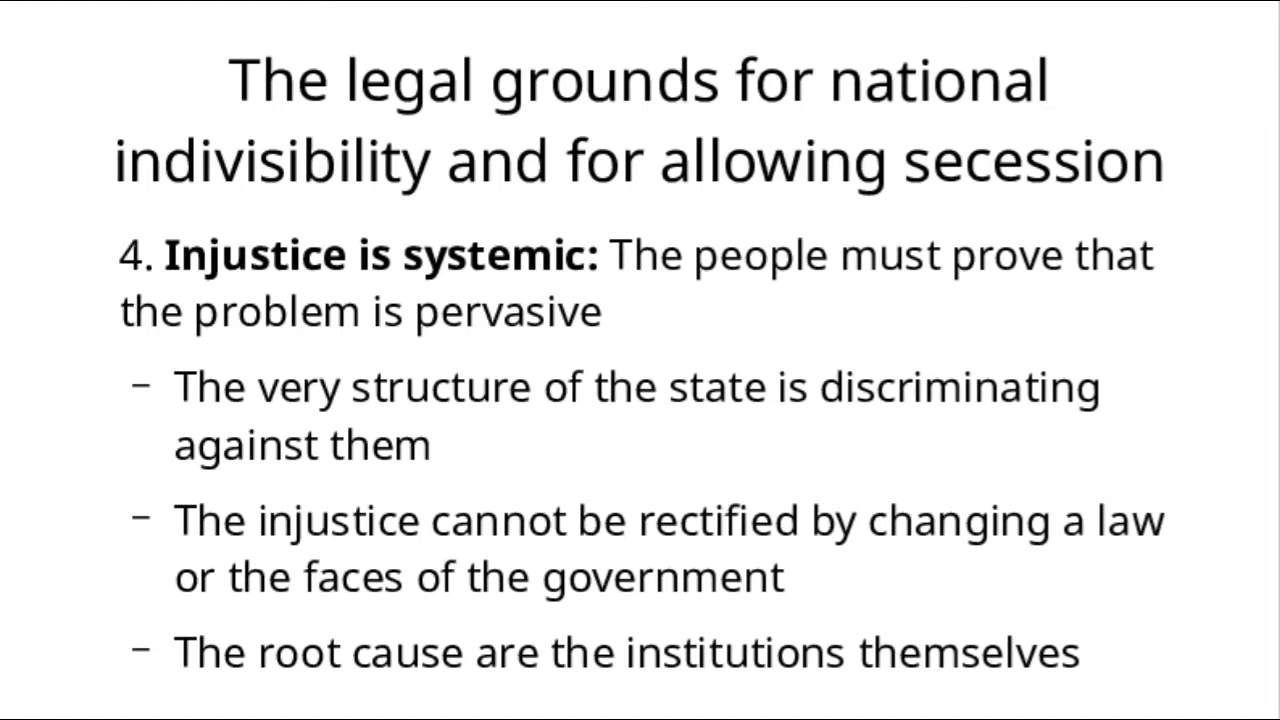 The legal grounds for national
indivisibility and for allowing secession
4. Injustice is systemic: The people must prove that
the problem is pervasive
– The very structure of the state is discriminating
against them
– The injustice cannot be rectified by changing a law
or the faces of the government
– The root cause are the institutions themselves